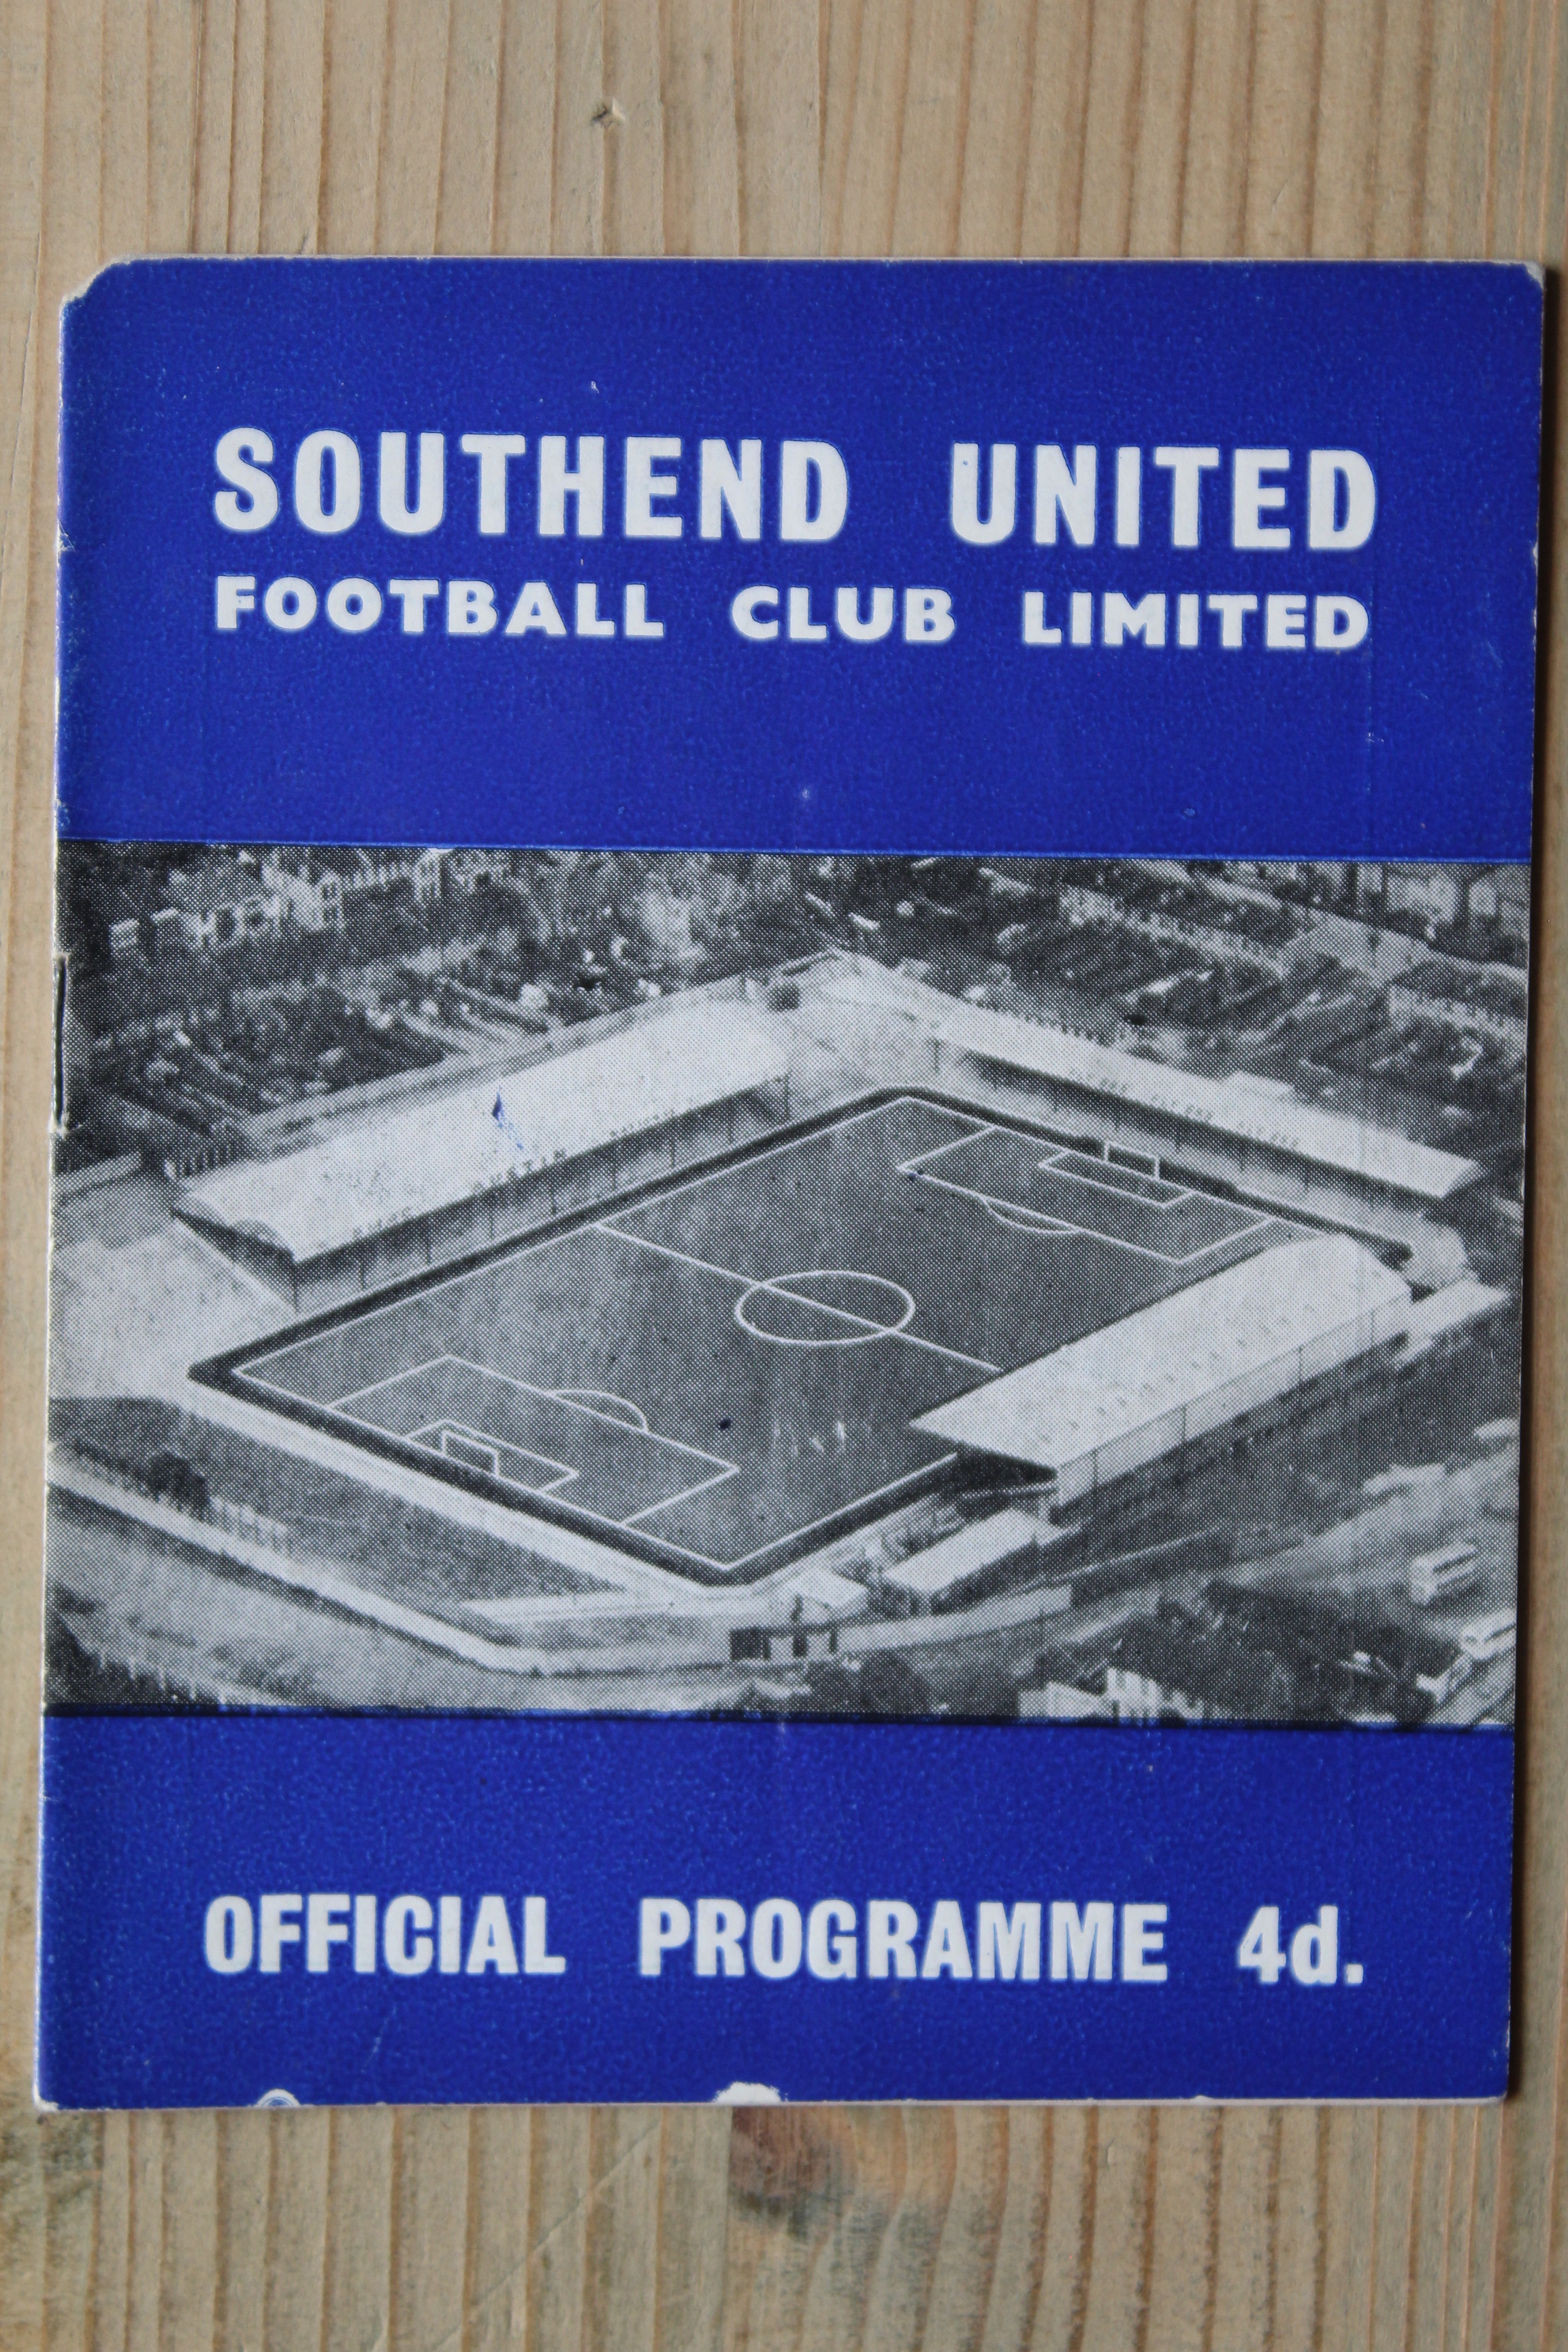 SOUTHEND UNITED
FOOTBALL CLUB LIMITED
OFFICIAL PROGRAMME 4d.